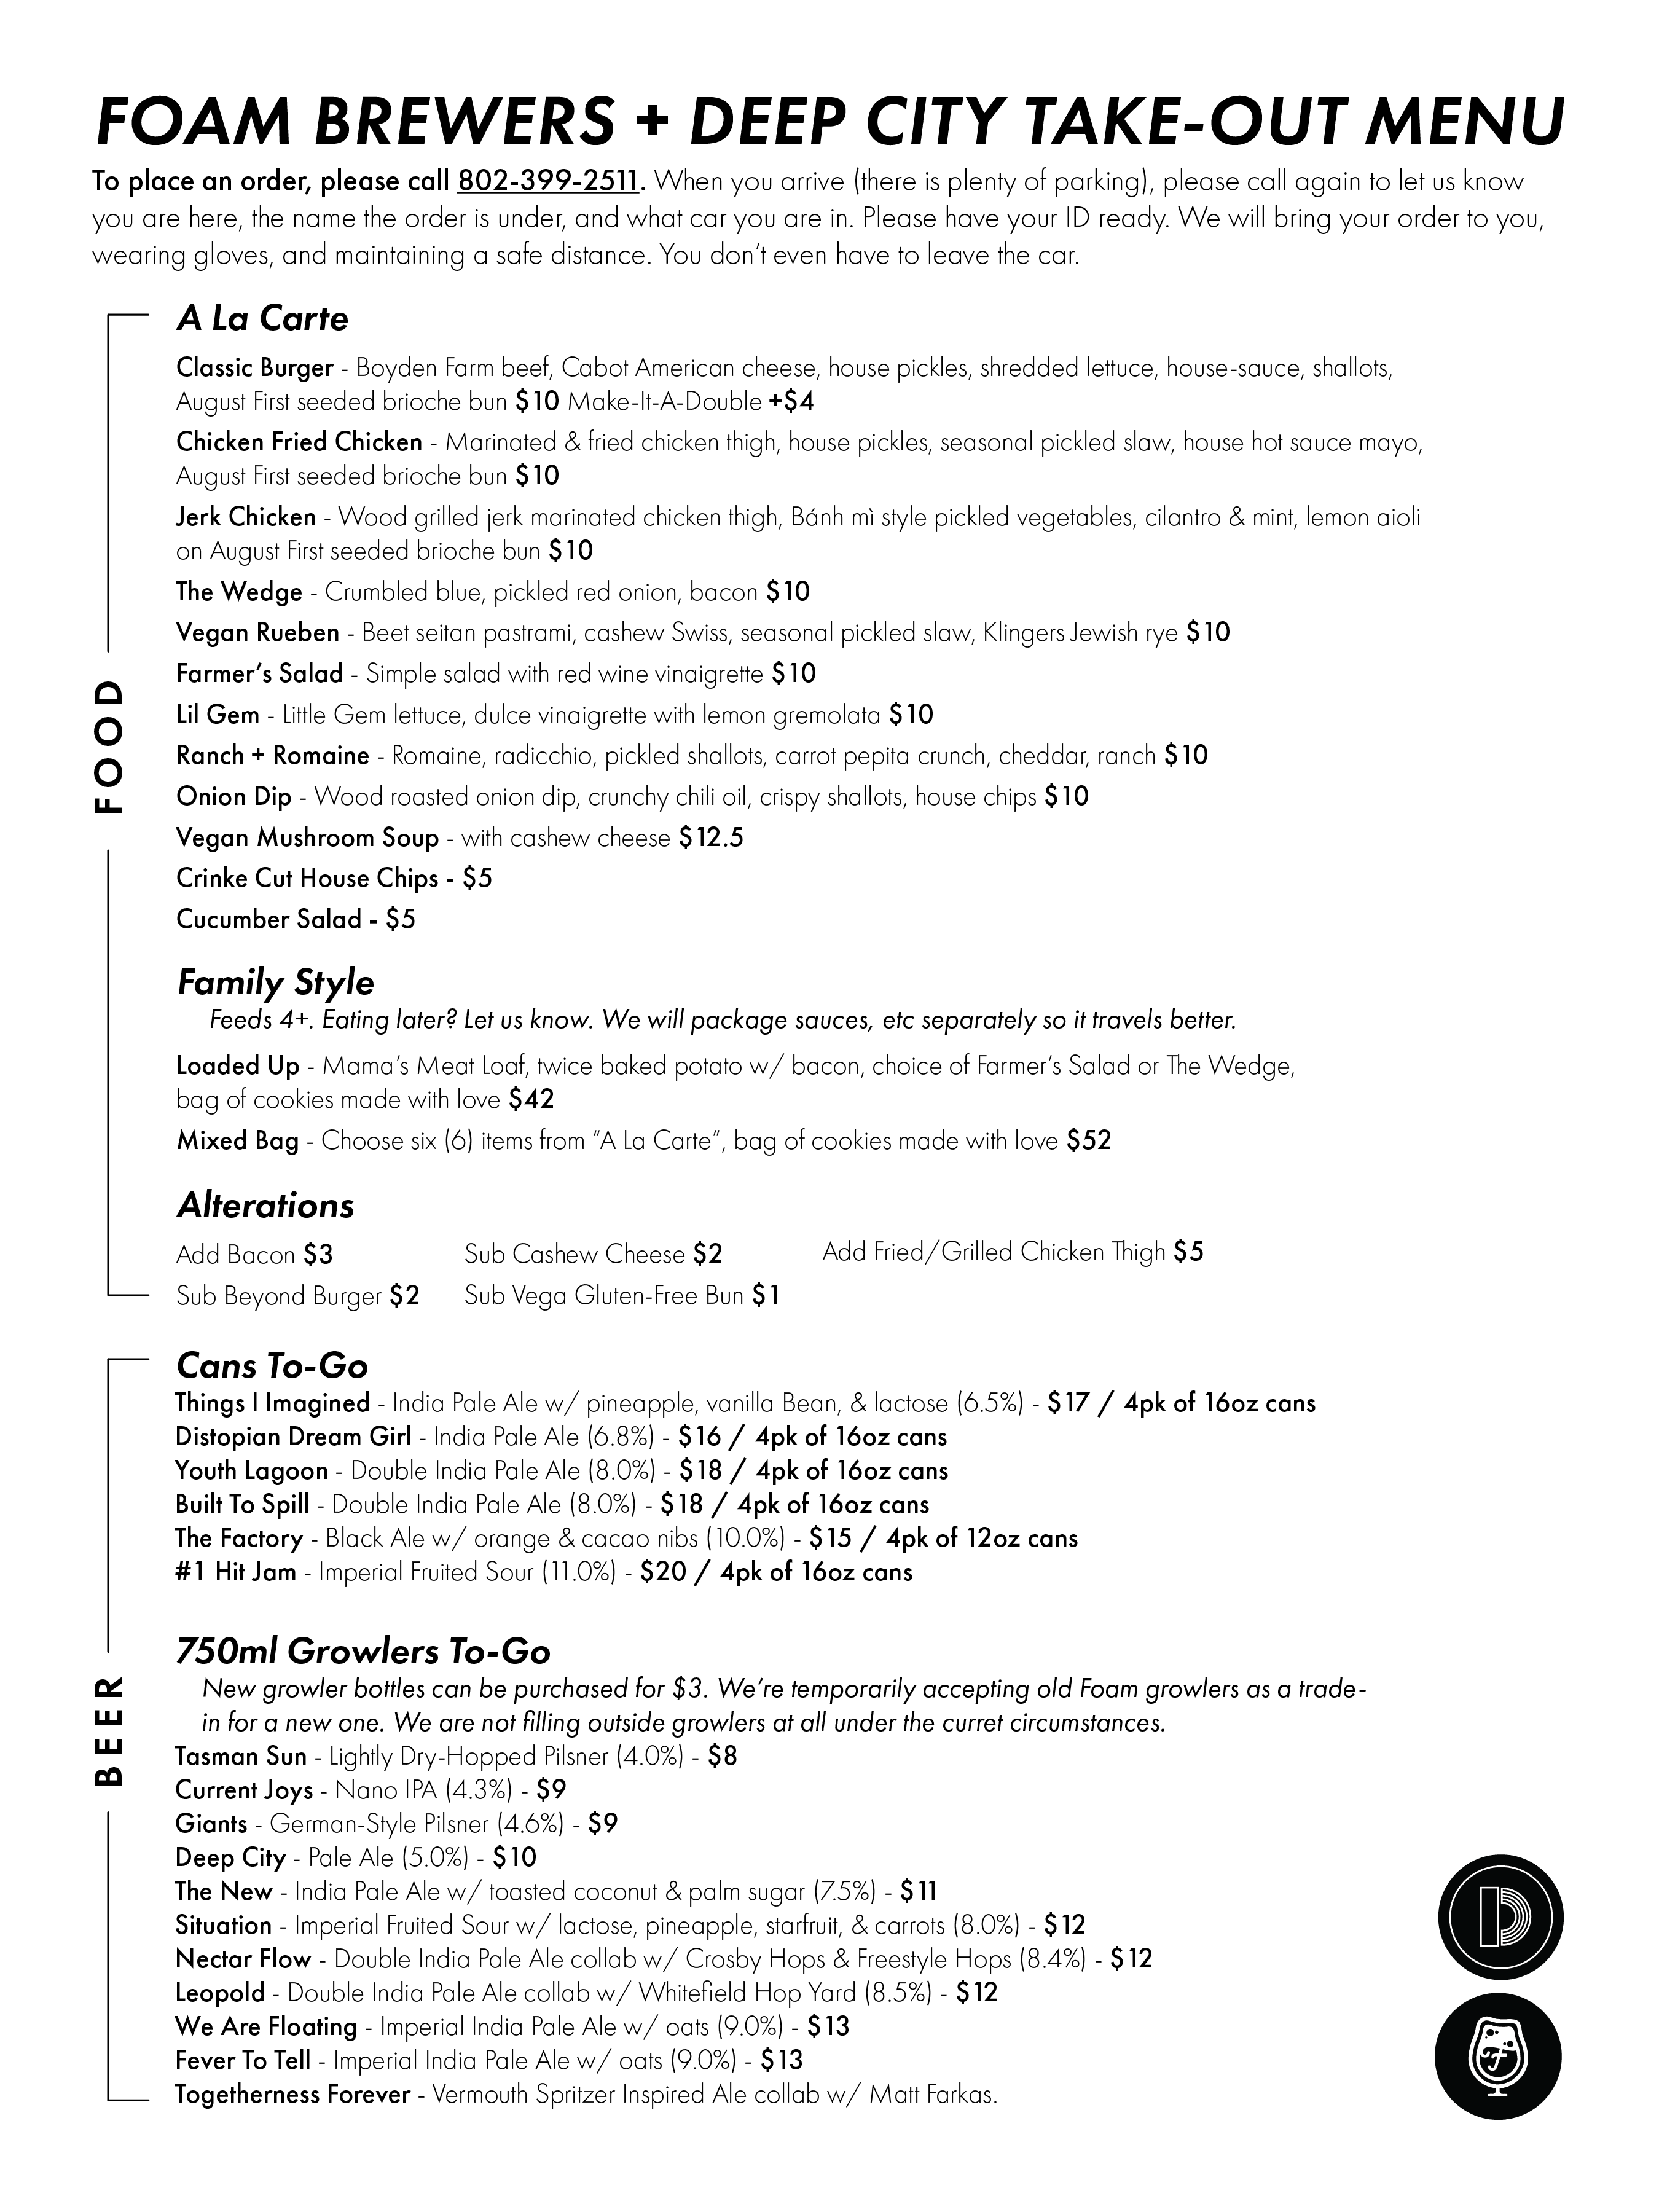 FOAM BREWERS + DEEP CITY TAKE-OUT MENU
To place an order, please call 802-399-2511. When you arrive (there is plenty of parking), please call again to let us know
you are here, the name the order is under, and what car you are in. Please have your ID ready. We will bring your order to you,
wearing gloves, and maintaining a safe distance. You don't even have to leave the car.
FOOD
A La Carte
Classic Burger - Boyden Farm beef, Cabot American cheese, house pickles, shredded lettuce, house-sauce, shallots,
August First seeded brioche bun $10 Make-It-A-Double +$4
Chicken Fried Chicken - Marinated & fried chicken thigh, house pickles, seasonal pickled slaw, house hot sauce mayo,
August First seeded brioche bun $10
Jerk Chicken - Wood grilled jerk marinated chicken thigh, Bánh mì style pickled vegetables, cilantro & mint, lemon aioli
on August First seeded brioche bun $10
The Wedge - Crumbled blue, pickled red onion, bacon $10
Vegan Rueben - Beet seitan pastrami, cashew Swiss, seasonal pickled slaw, Klingers Jewish rye $10
Farmer's Salad - Simple salad with red wine vinaigrette $10
Lil Gem - Little Gem lettuce, dulce vinaigrette with lemon gremolata $10
Ranch + Romaine - Romaine, radicchio, pickled shallots, carrot pepita crunch, cheddar, ranch $10
Onion Dip - Wood roasted onion dip, crunchy chili oil, crispy shallots, house chips $10
Vegan Mushroom Soup - with cashew cheese $12.5
Crinke Cut House Chips - $5
Cucumber Salad - $5
Family Style
Feeds 4+. Eating later? Let us know. We will package sauces, etc separately so it travels better.
Loaded Up - Mama's Meat Loaf, twice baked potato w/ bacon, choice of Farmer's Salad or The Wedge,
bag of cookies made with love $42
Mixed Bag - Choose six (6) items from "A La Carte", bag of cookies made with love $52
Alterations
Add Bacon $3 Sub Cashew Cheese $2 Add Fried/Grilled Chicken Thigh $5
Sub Beyond Burger $2 Sub Vega Gluten-Free Bun $1
BEER
Cans To-Go
Things I Imagined - India Pale Ale w/ pineapple, vanilla Bean, & lactose (6.5%) - $17 / 4pk of 16oz cans
Distopian Dream Girl - India Pale Ale (6.8%) - $16 / 4pk of 16oz cans
Youth Lagoon - Double India Pale Ale (8.0%) - $18 / 4pk of 16oz cans
Built To Spill - Double India Pale Ale (8.0%) - $18 / 4pk of 16oz cans
The Factory - Black Ale w/ orange & cacao nibs (10.0%) - $15 / 4pk of 12oz cans
#1 Hit Jam - Imperial Fruited Sour (11.0%) - $20 / 4pk of 16oz cans
750ml Growlers To-Go
New growler bottles can be purchased for $3. We're temporarily accepting old Foam growlers as a trade-
in for a new one. We are not filling outside growlers at all under the curret circumstances.
Tasman Sun - Lightly Dry-Hopped Pilsner (4.0%) - $8
Current Joys - Nano IPA (4.3%) - $9
Giants - German-Style Pilsner (4.6%) - $9
Deep City - Pale Ale (5.0%) - $10
The New - India Pale Ale w/ toasted coconut & palm sugar (7.5%) - $11
Situation - Imperial Fruited Sour w/ lactose, pineapple, starfruit, & carrots (8.0%) - $12
Nectar Flow - Double India Pale Ale collab w/ Crosby Hops & Freestyle Hops (8.4%) - $12
Leopold - Double India Pale Ale collab w/ Whitefield Hop Yard (8.5%) - $12
We Are Floating - Imperial India Pale Ale w/ oats (9.0%) - $13
Fever To Tell - Imperial India Pale Ale w/ oats (9.0%) - $13
Togetherness Forever - Vermouth Spritzer Inspired Ale collab w/ Matt Farkas.
D
F